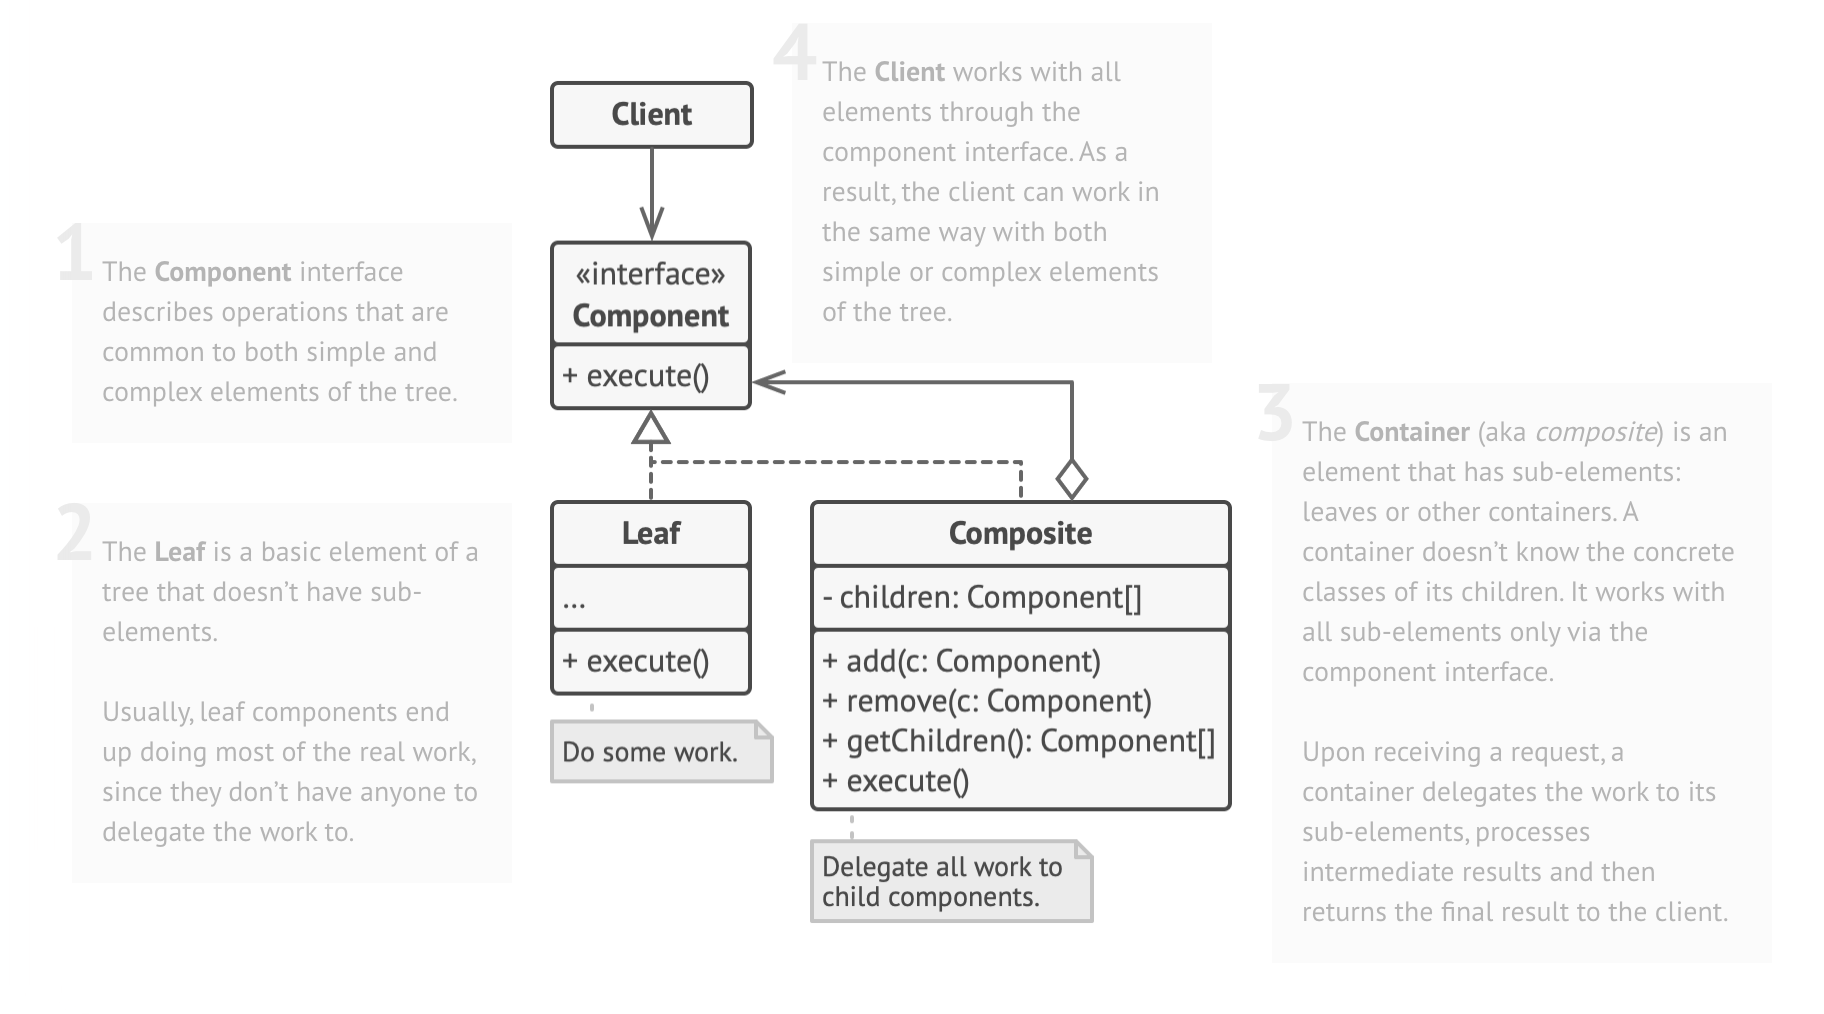 4
The Client works with all
elements through the
component interface. As a
result, the client can work in
the same way with both
simple or complex elements
of the tree.
Client
1
The Component interface
describes operations that are
common to both simple and
complex elements of the tree.
«interface»
Component
+ execute()
3
The Container (aka composite) is an
element that has sub-elements:
leaves or other containers. A
container doesn't know the concrete
classes of its children. It works with
all sub-elements only via the
component interface.
Upon receiving a request, a
container delegates the work to its
sub-elements, processes
intermediate results and then
returns the final result to the client.
2
The Leaf is a basic element of a
tree that doesn't have sub-
elements.
Usually, leaf components end
up doing most of the real work,
since they don't have anyone to
delegate the work to.
Leaf
...
+ execute()
Do some work.
Composite
- children: Component[]
+ add(c: Component)
+ remove(c: Component)
+ getChildren(): Component[]
+ execute()
Delegate all work to
child components.